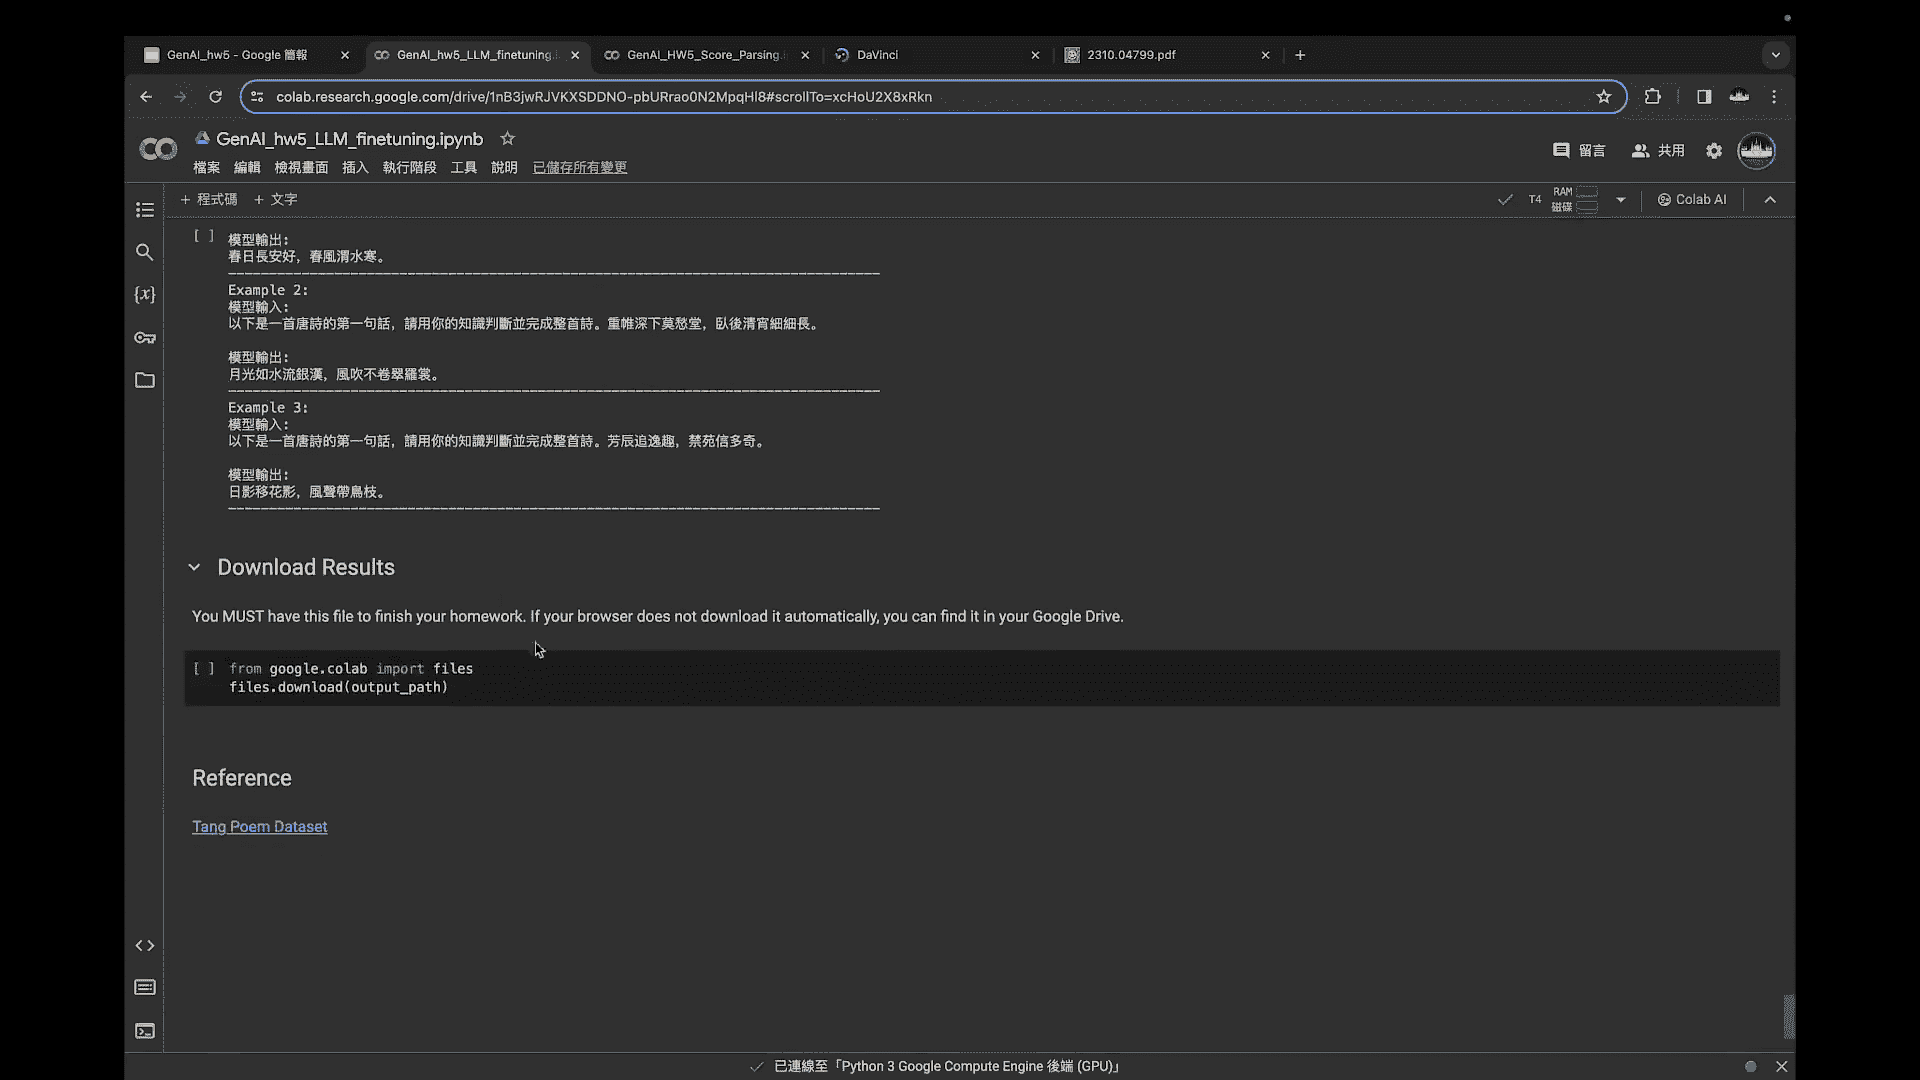 GenAI_hw5 - Google 簡報
GenAI_hw5_LLM_finetuning.
GenAI_HW5_Score_Parsing.
DaVinci
2310.04799.pdf
colab.research.google.com/drive/1nB3jwRJVKXSDDNO-pbURrao0N2MpqHl8#scrollTo=xcHoU2X8xRkn
GenAI_hw5_LLM_finetuning.ipynb
檔案 編輯 檢視畫面 插入 執行階段 工具 說明 已儲存所有變更
留言
共用
+ 程式碼 + 文字
T4
RAM
磁碟
Colab AI
[ ] 模型輸出:
春日長安好，春風渭水寒。
Example 2:
模型輸入:
以下是一首唐詩的第一句話，請用你的知識判斷並完成整首詩。重帷深下莫愁堂，臥後清宵細細長。
模型輸出:
月光如水流銀漢，風吹不卷翠羅裳。
Example 3:
模型輸入:
以下是一首唐詩的第一句話，請用你的知識判斷並完成整首詩。芳辰追逸趣，禁苑信多奇。
模型輸出:
日影移花影，風聲帶鳥枝。
Download Results
You MUST have this file to finish your homework. If your browser does not download it automatically, you can find it in your Google Drive.
[ ] from google.colab import files
files.download(output_path)
Reference
Tang Poem Dataset
已連線至「Python 3 Google Compute Engine 後端 (GPU)」